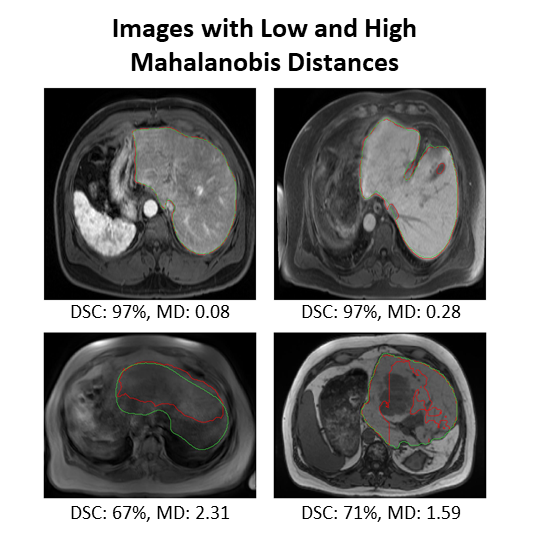 Images with Low and High
Mahalanobis Distances
DSC: 97%, MD: 0.08
DSC: 97%, MD: 0.28
DSC: 67%, MD: 2.31
DSC: 71%, MD: 1.59